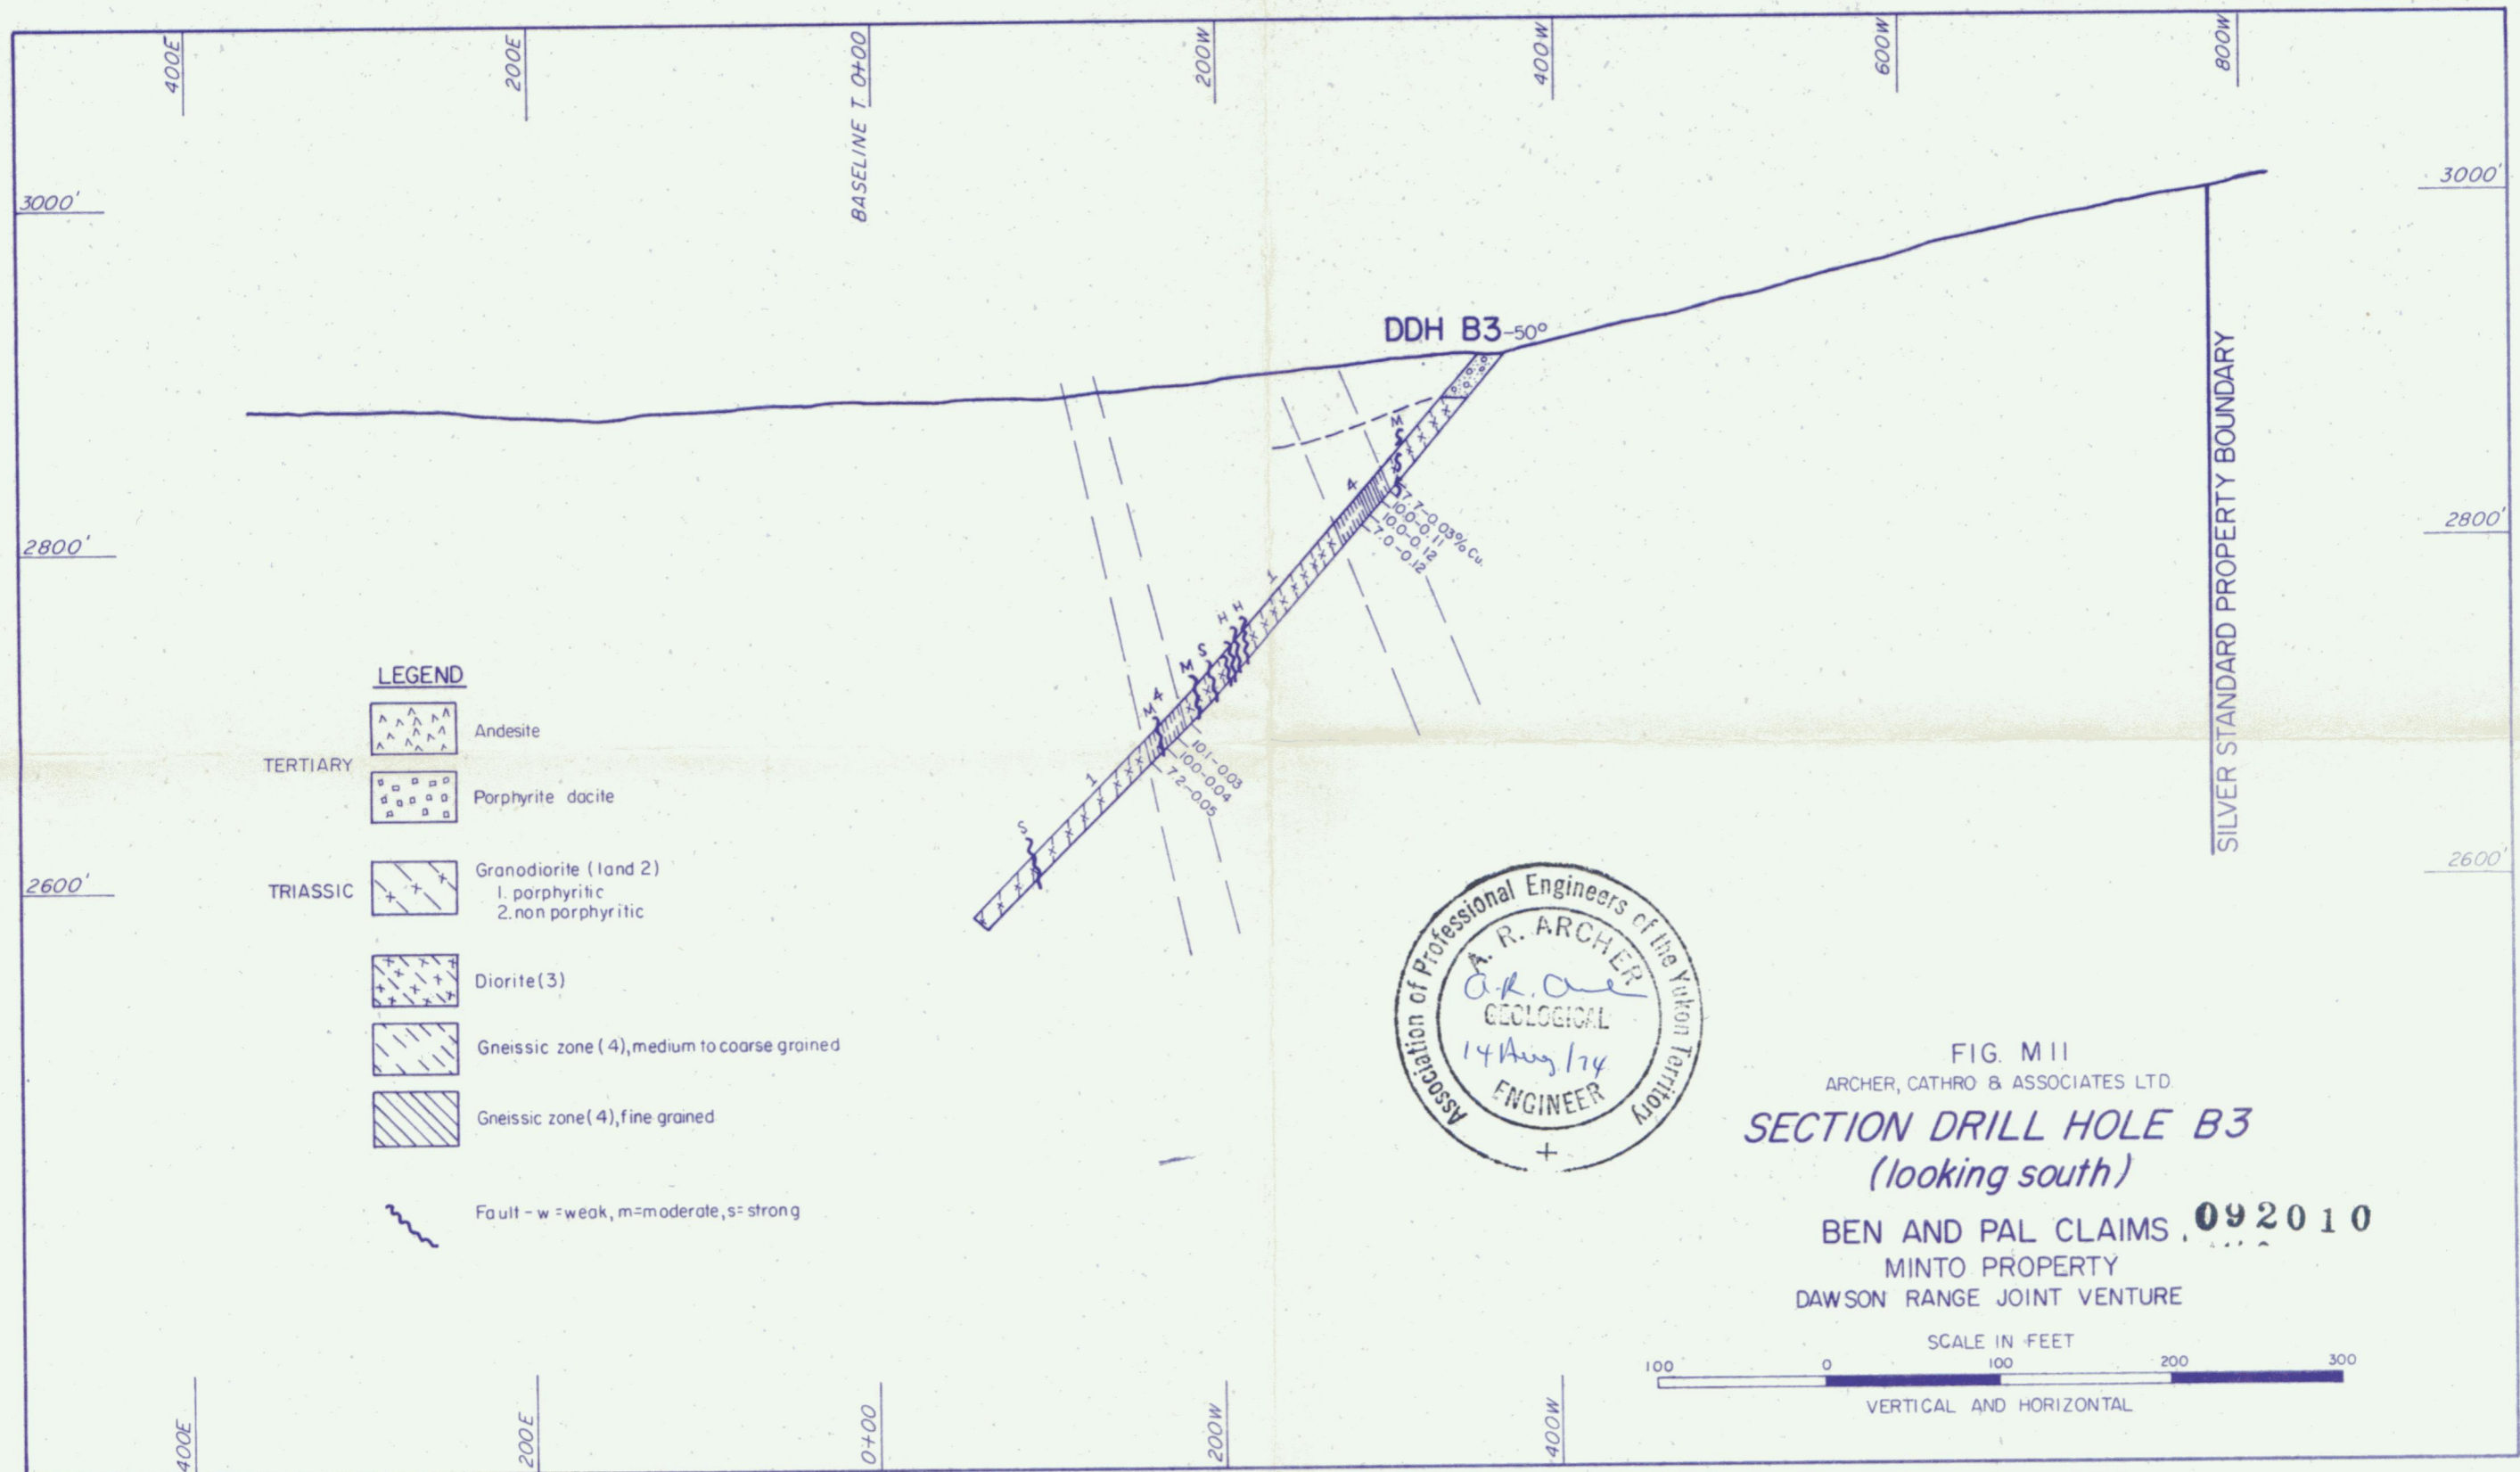 400E
200E
BASELINE T 0+00
200W
400W
600W
800W
3000'
3000'
DDH B3 -50°
M
S
S
S
4
7.7-0.03% Cu.
10.0-0.11
10.0-0.12
7.0-0.12
2800'
2800'
1
H
H
S
M
4
M
10.1-0.03
10.0-0.04
7.2-0.05
1
S
2600'
2600'
SILVER STANDARD PROPERTY BOUNDARY
LEGEND
Andesite
TERTIARY
Porphyrite dacite
TRIASSIC
Granodiorite (1and 2)
1. porphyritic
2. non porphyritic
Diorite(3)
Gneissic zone (4), medium to coarse grained
Gneissic zone(4), fine grained
Fault - w =weak, m=moderate, s= strong
Association of Professional Engineers of the Yukon Territory
A. R. ARCHER
GEOLOGICAL
14 Aug/74
ENGINEER
FIG. M11
ARCHER, CATHRO & ASSOCIATES LTD.
SECTION DRILL HOLE B3
(looking south)
BEN AND PAL CLAIMS
092010
MINTO PROPERTY
DAWSON RANGE JOINT VENTURE
SCALE IN FEET
100 0 100 200 300
VERTICAL AND HORIZONTAL
400E
200E
0+00
200W
400W